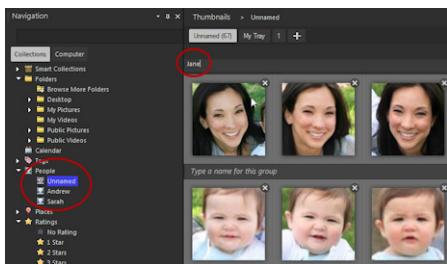 Navigation
Thumbnails > Unnamed
Unnamed (67) My Tray 1
Collections Computer
Jane
Smart Collections
Folders
Browse More Folders
Desktop
My Pictures
My Videos
Public Pictures
Public Videos
Calendar
Tags
People
Type a name for this group
Unnamed
Andrew
Sarah
Places
Ratings
No Rating
1 Star
2 Stars
3 Stars